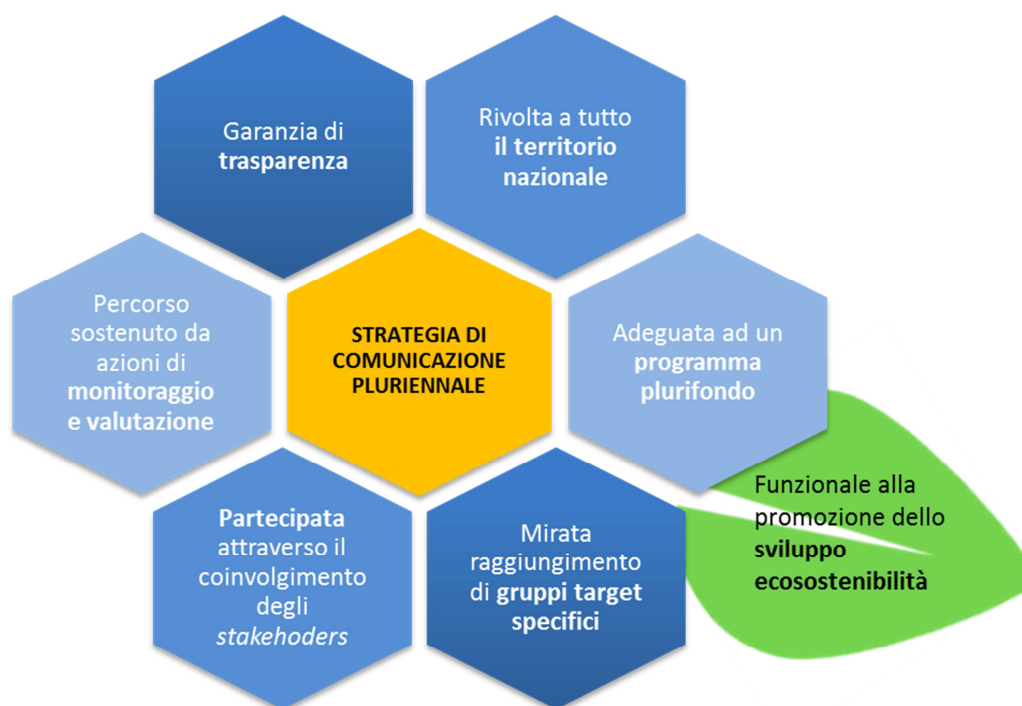 Garanzia di
trasparenza
Rivolta a tutto
il territorio
nazionale
Percorso
sostenuto da
azioni di
monitoraggio
e valutazione
STRATEGIA DI
COMUNICAZIONE
PLURIENNALE
Adeguata ad un
programma
plurifondo
Partecipata
attraverso il
coinvolgimento
degli
stakehoders
Mirata
raggiungimento
di gruppi target
specifici
Funzionale alla
promozione dello
sviluppo
ecosostenibilità